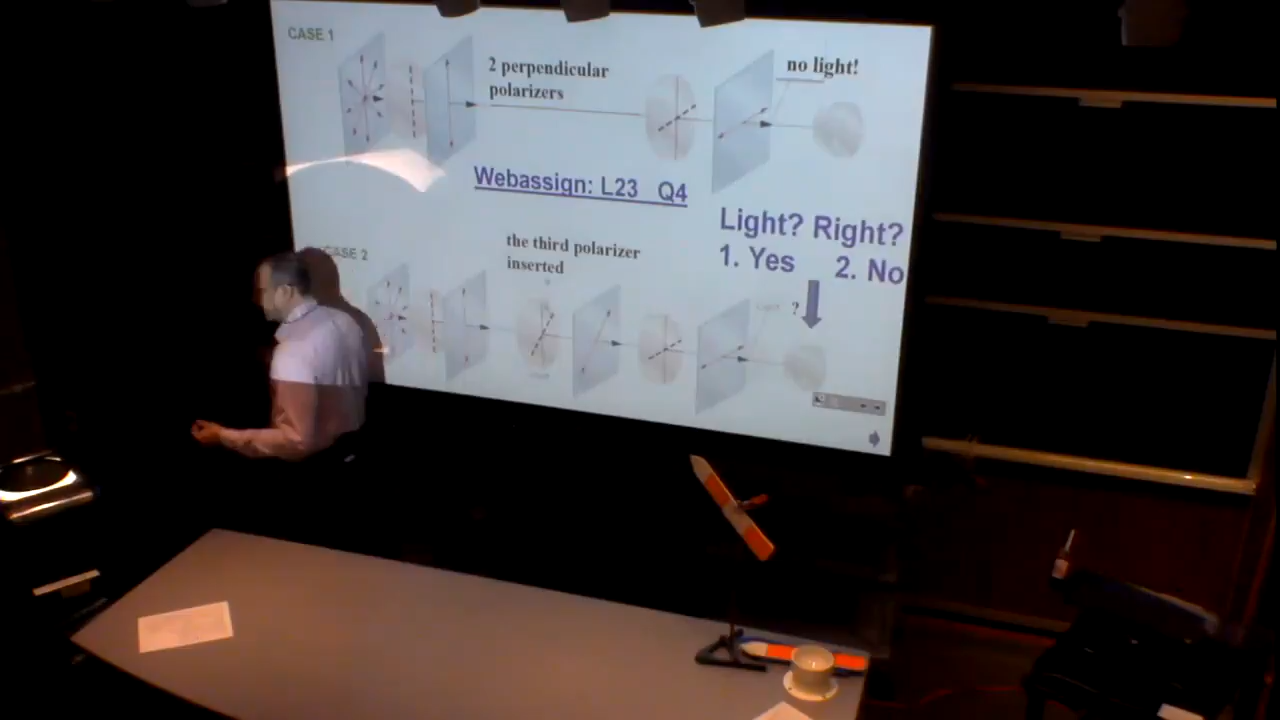 CASE 1
2 perpendicular
polarizers
no light!
Webassign: L23 Q4
Light? Right?
1. Yes 2. No
CASE 2
the third polarizer
inserted
?